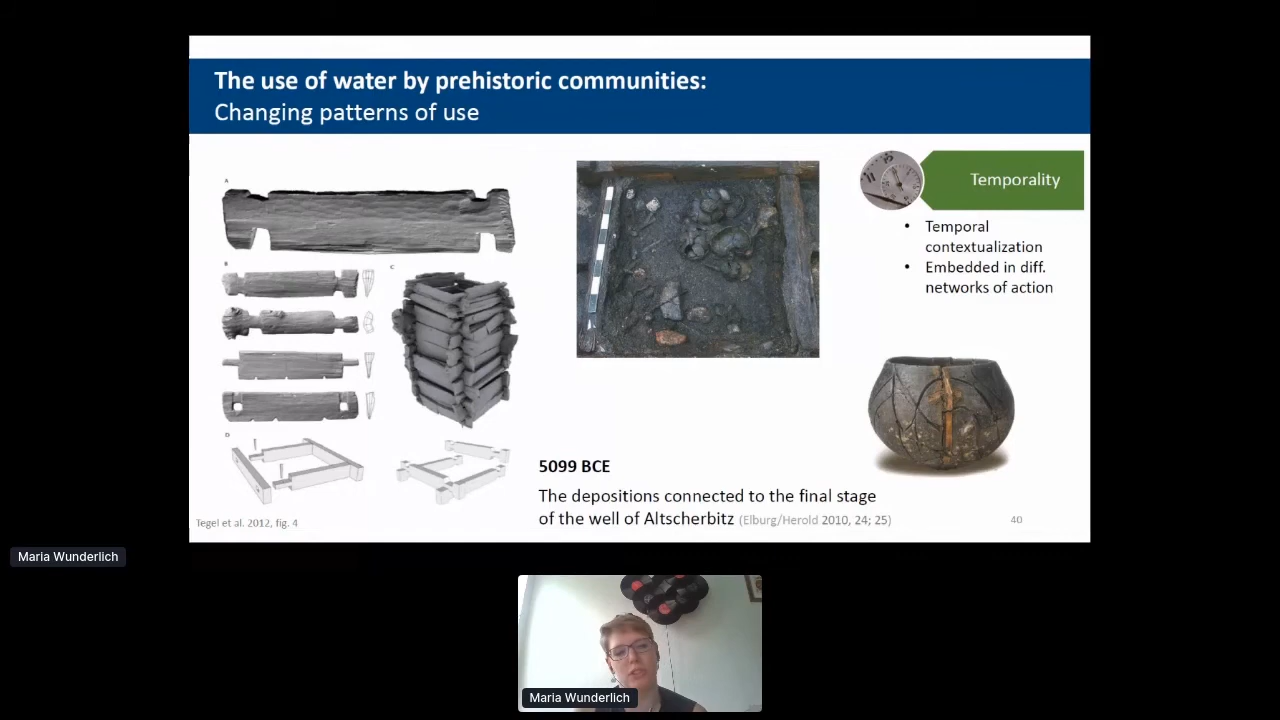 The use of water by prehistoric communities:
Changing patterns of use
A
B
C
D
Tegel et al. 2012, fig. 4
5099 BCE
The depositions connected to the final stage
of the well of Altscherbitz (Elburg/Herold 2010, 24; 25)
Temporality
• Temporal
contextualization
• Embedded in diff.
networks of action
40
Maria Wunderlich
Maria Wunderlich